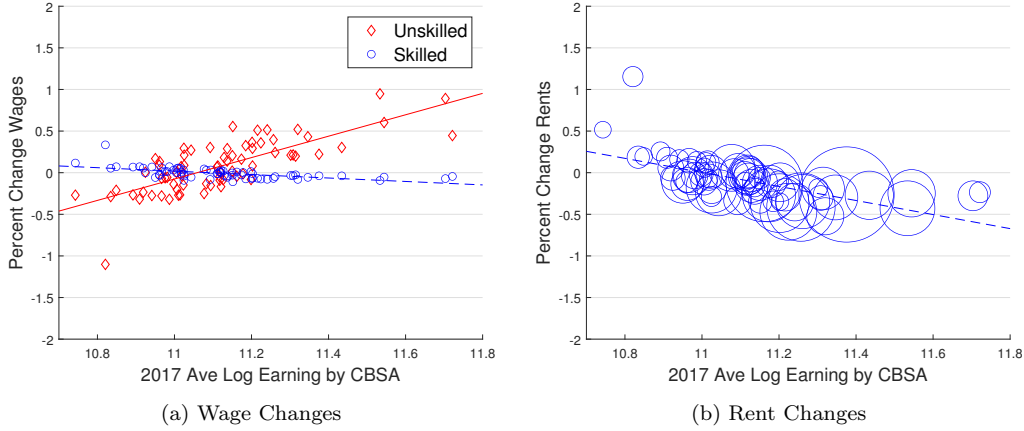 Unskilled
Skilled
Percent Change Wages
2
1.5
1
0.5
0
-0.5
-1
-1.5
-2
10.8 11 11.2 11.4 11.6 11.8
2017 Ave Log Earning by CBSA
(a) Wage Changes
Percent Change Rents
2
1.5
1
0.5
0
-0.5
-1
-1.5
-2
10.8 11 11.2 11.4 11.6 11.8
2017 Ave Log Earning by CBSA
(b) Rent Changes